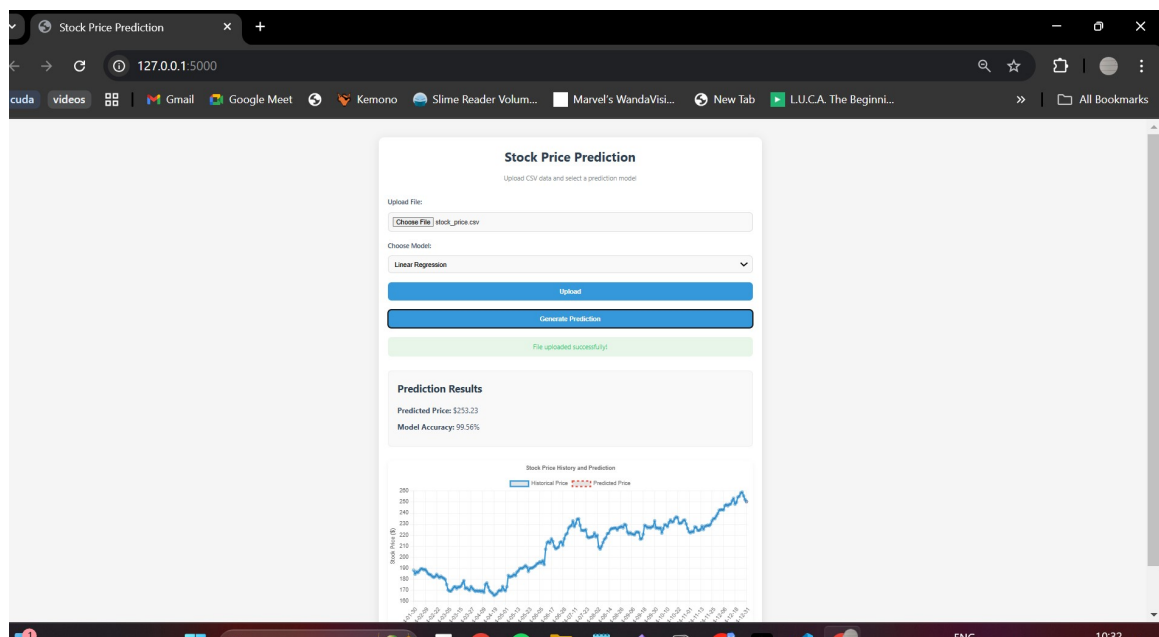 Stock Price Prediction
127.0.0.1:5000
cuda videos Gmail Google Meet Kemono Slime Reader Volum... Marvel's WandaVisi... New Tab L.U.C.A. The Beginni... » All Bookmarks
Stock Price Prediction
Upload CSV data and select a prediction model
Upload File:
Choose File stock_price.csv
Choose Model:
Linear Regression
Upload
Generate Prediction
File uploaded successfully!
Prediction Results
Predicted Price: $253.23
Model Accuracy: 99.56%
Stock Price History and Prediction
Historical Price Predicted Price
Stock Price ($)
260
250
240
230
220
210
200
190
180
170
160
1
ENG
10:32